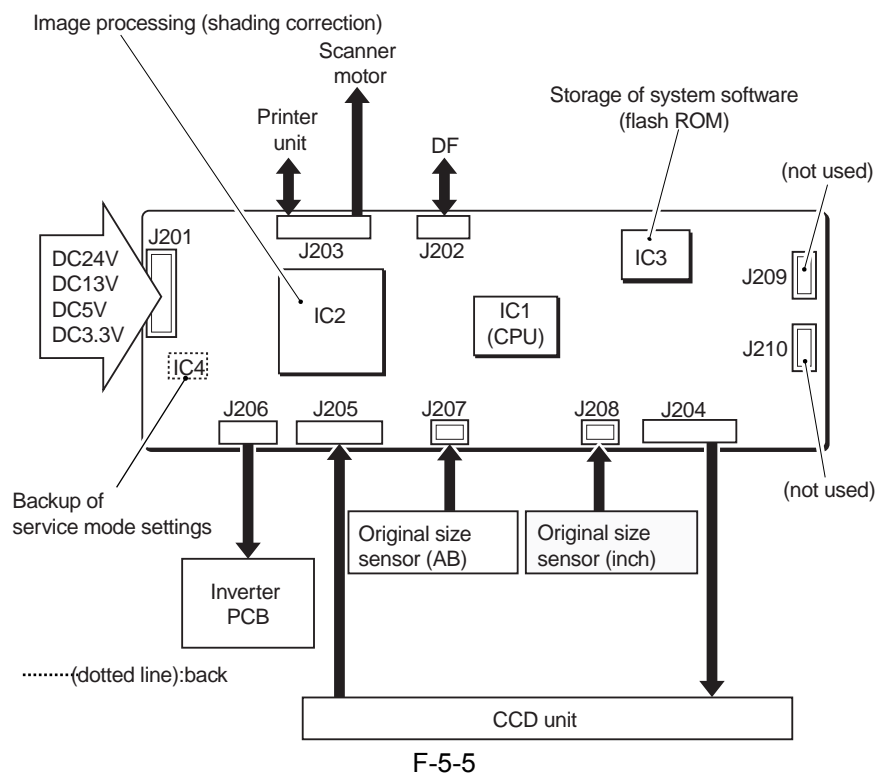 Image processing (shading correction)
Scanner
motor
Storage of system software
(flash ROM)
Printer
unit
DF
(not used)
J201
J203
J202
IC3
J209
DC24V
DC13V
DC5V
DC3.3V
IC2
IC1
(CPU)
J210
IC4
J206
J205
J207
J208
J204
(not used)
Backup of
service mode settings
Original size
sensor (AB)
Original size
sensor (inch)
Inverter
PCB
(dotted line):back
CCD unit
F-5-5